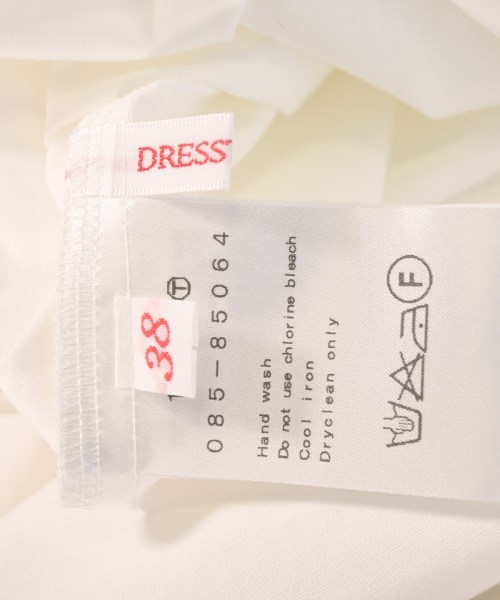 DRESS
38
T
085-85064
Hand wash
Do not use chlorine bleach
Cool iron
Dryclean only
F